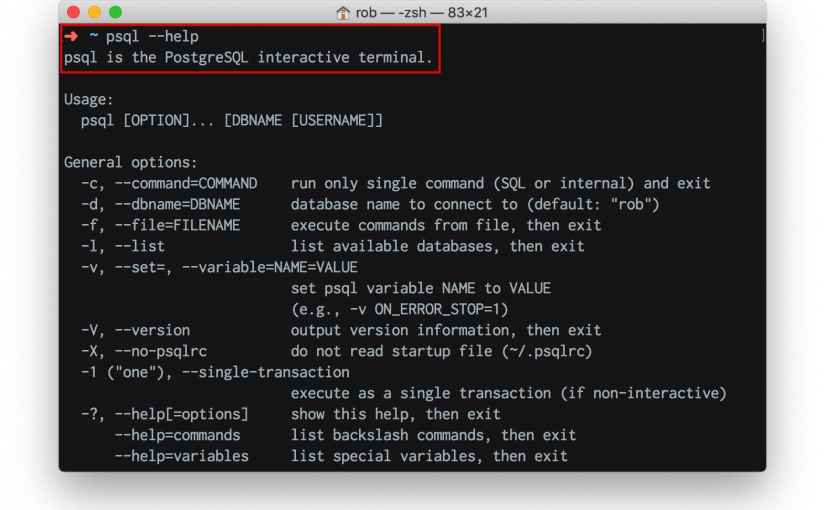 rob — -zsh — 83×21
➜ ~ psql --help
psql is the PostgreSQL interactive terminal.
Usage:
  psql [OPTION]... [DBNAME [USERNAME]]
General options:
  -c, --command=COMMAND    run only single command (SQL or internal) and exit
  -d, --dbname=DBNAME      database name to connect to (default: "rob")
  -f, --file=FILENAME      execute commands from file, then exit
  -l, --list               list available databases, then exit
  -v, --set=, --variable=NAME=VALUE
                           set psql variable NAME to VALUE
                           (e.g., -v ON_ERROR_STOP=1)
  -V, --version            output version information, then exit
  -X, --no-psqlrc          do not read startup file (~/.psqlrc)
  -1 ("one"), --single-transaction
                           execute as a single transaction (if non-interactive)
  -?, --help[=options]     show this help, then exit
      --help=commands      list backslash commands, then exit
      --help=variables     list special variables, then exit